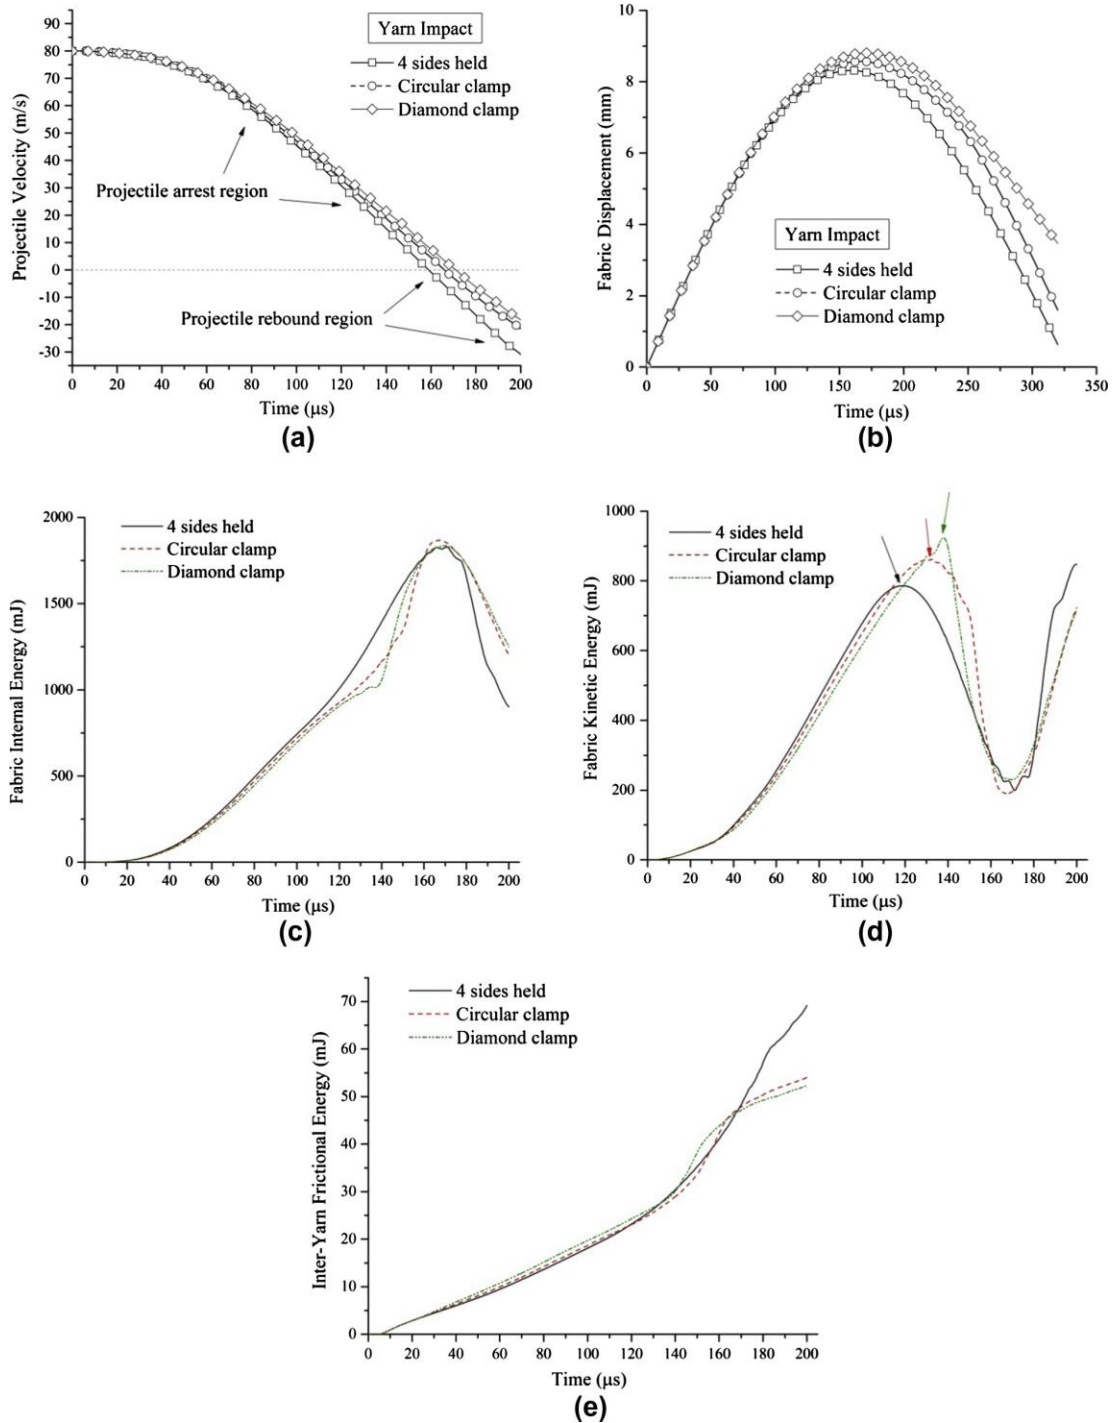 90
80
70
60
50
40
30
20
10
0
-10
-20
-30
Projectile Velocity (m/s)
Yarn Impact
4 sides held
Circular clamp
Diamond clamp
Projectile arrest region
Projectile rebound region
0 20 40 60 80 100 120 140 160 180 200
Time (μs)
(a)
10
8
6
4
2
0
Fabric Displacement (mm)
Yarn Impact
4 sides held
Circular clamp
Diamond clamp
0 50 100 150 200 250 300 350
Time (μs)
(b)
2000
1500
1000
500
0
Fabric Internal Energy (mJ)
4 sides held
Circular clamp
Diamond clamp
0 20 40 60 80 100 120 140 160 180 200
Time (μs)
(c)
1000
800
600
400
200
0
Fabric Kinetic Energy (mJ)
4 sides held
Circular clamp
Diamond clamp
0 20 40 60 80 100 120 140 160 180 200
Time (μs)
(d)
70
60
50
40
30
20
10
0
Inter-Yarn Frictional Energy (mJ)
4 sides held
Circular clamp
Diamond clamp
0 20 40 60 80 100 120 140 160 180 200
Time (μs)
(e)